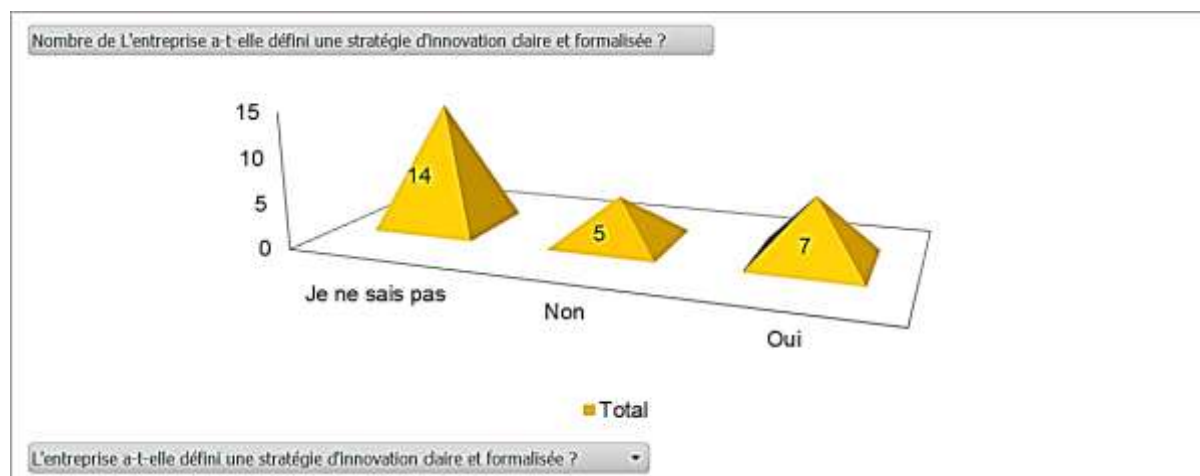 Nombre de L'entreprise a-t-elle défini une stratégie d'innovation claire et formalisée ?
15
10
5
0
14
5
7
Je ne sais pas
Non
Oui
Total
L'entreprise a-t-elle défini une stratégie d'innovation claire et formalisée ?